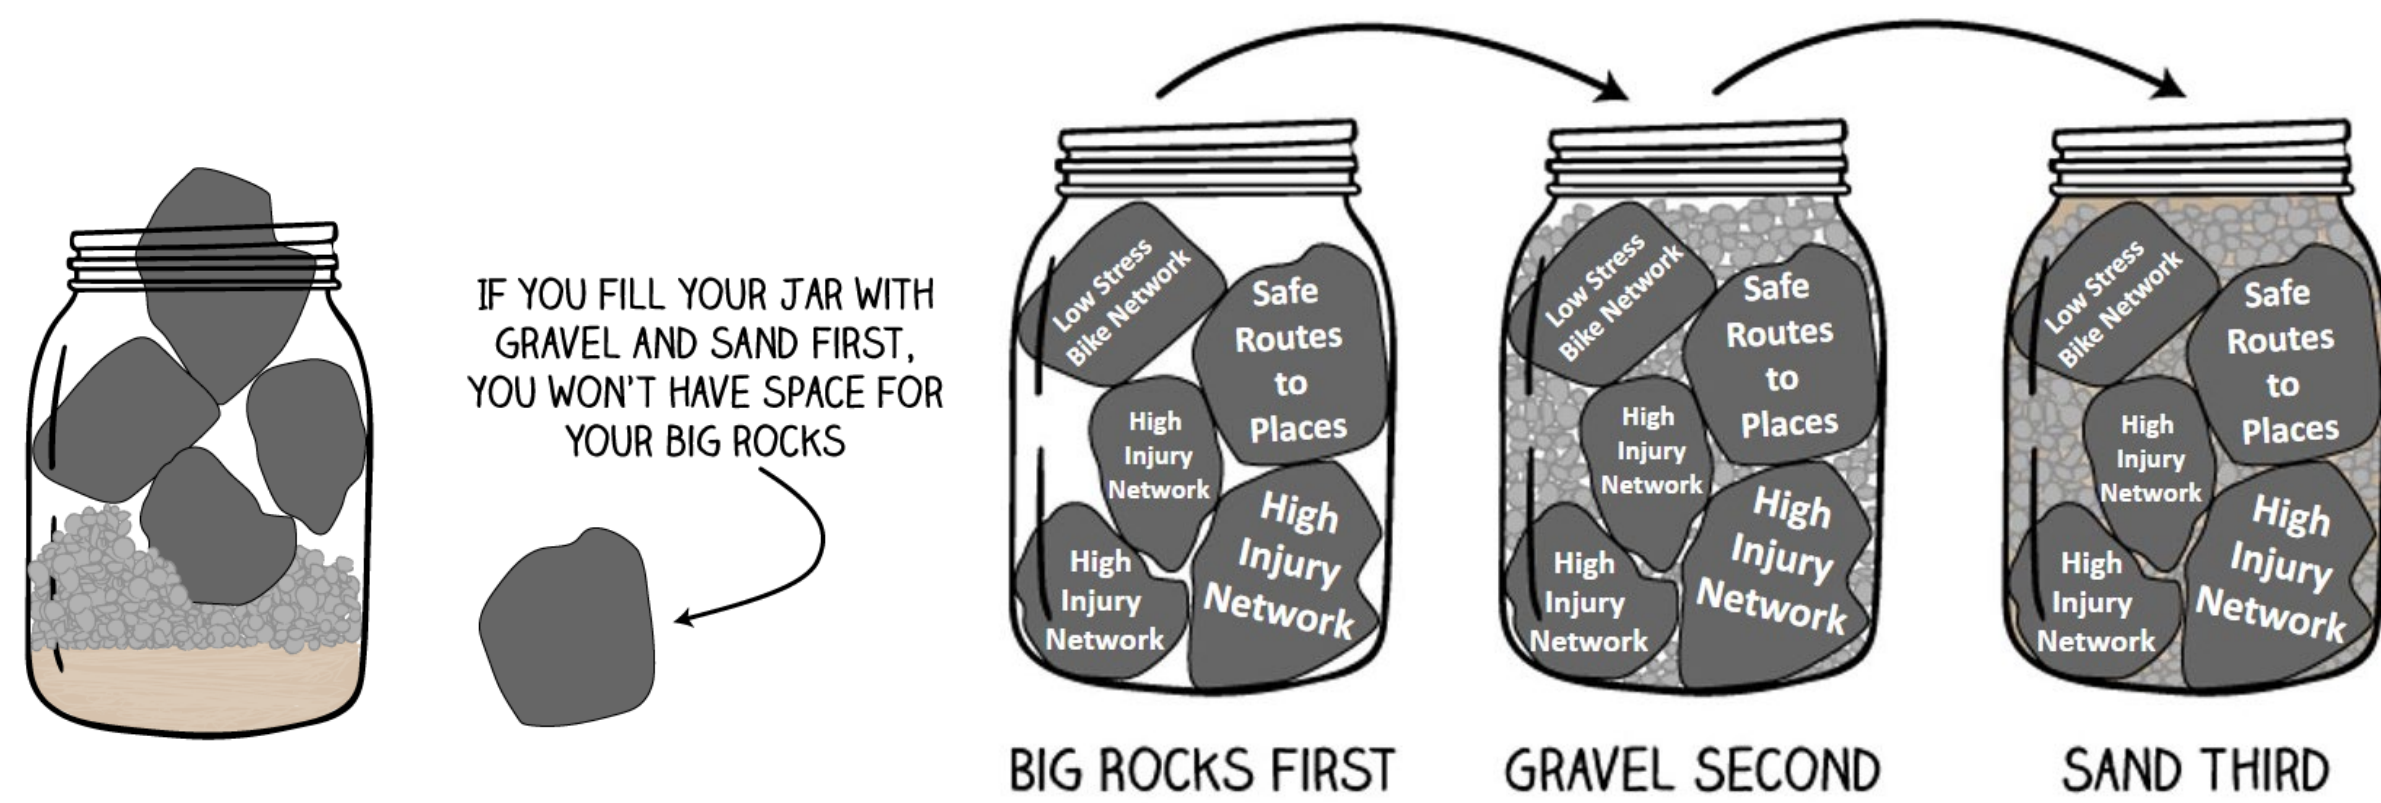 IF YOU FILL YOUR JAR WITH
GRAVEL AND SAND FIRST,
YOU WON'T HAVE SPACE FOR
YOUR BIG ROCKS
Low Stress
Bike Network
Safe
Routes
to
Places
High
Injury
Network
High
Injury
Network
High
Injury
Network
BIG ROCKS FIRST
Low Stress
Bike Network
Safe
Routes
to
Places
High
Injury
Network
High
Injury
Network
High
Injury
Network
GRAVEL SECOND
Low Stress
Bike Network
Safe
Routes
to
Places
High
Injury
Network
High
Injury
Network
High
Injury
Network
SAND THIRD